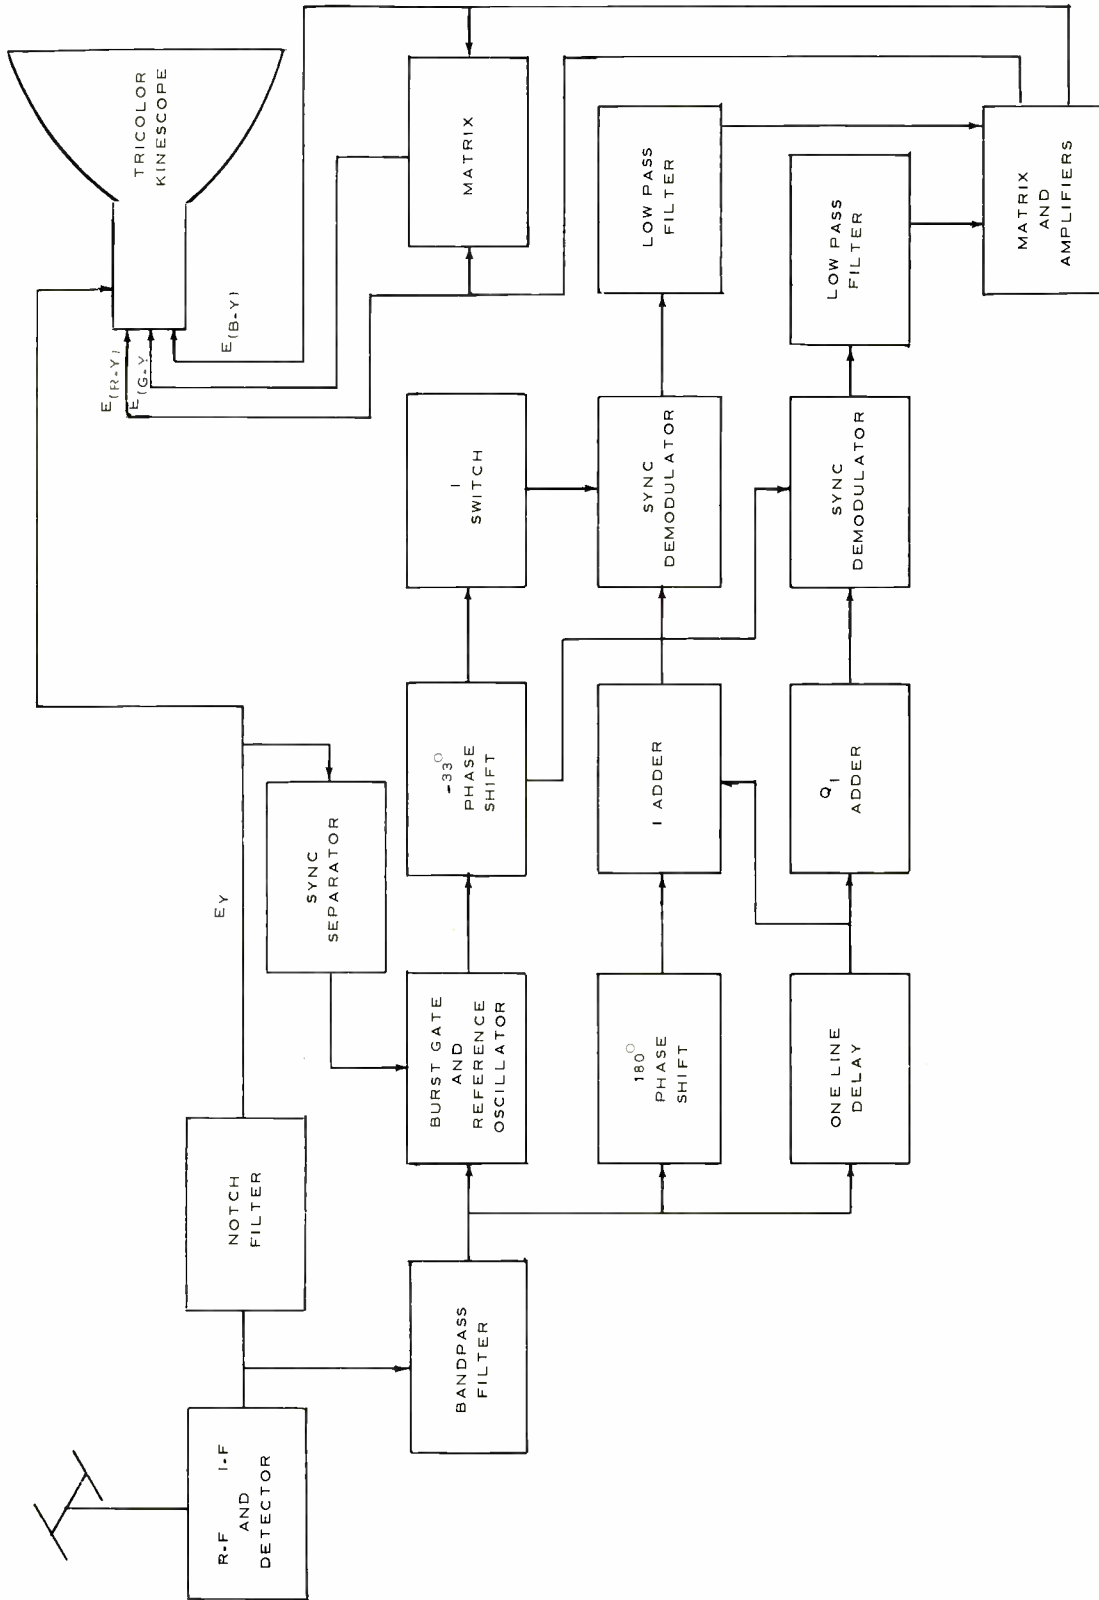 R-F I-F
AND
DETECTOR
NOTCH
FILTER
E Y
SYNC
SEPARATOR
TRICOLOR
KINESCOPE
E (R-Y)
E (G-Y
E (B-Y)
BANDPASS
FILTER
BURST GATE
AND
REFERENCE
OSCILLATOR
-33°
PHASE
SHIFT
I
SWITCH
MATRIX
180°
PHASE
SHIFT
I ADDER
SYNC
DEMODULATOR
LOW PASS
FILTER
ONE LINE
DELAY
Q I
ADDER
SYNC
DEMODULATOR
LOW PASS
FILTER
MATRIX
AND
AMPLIFIERS